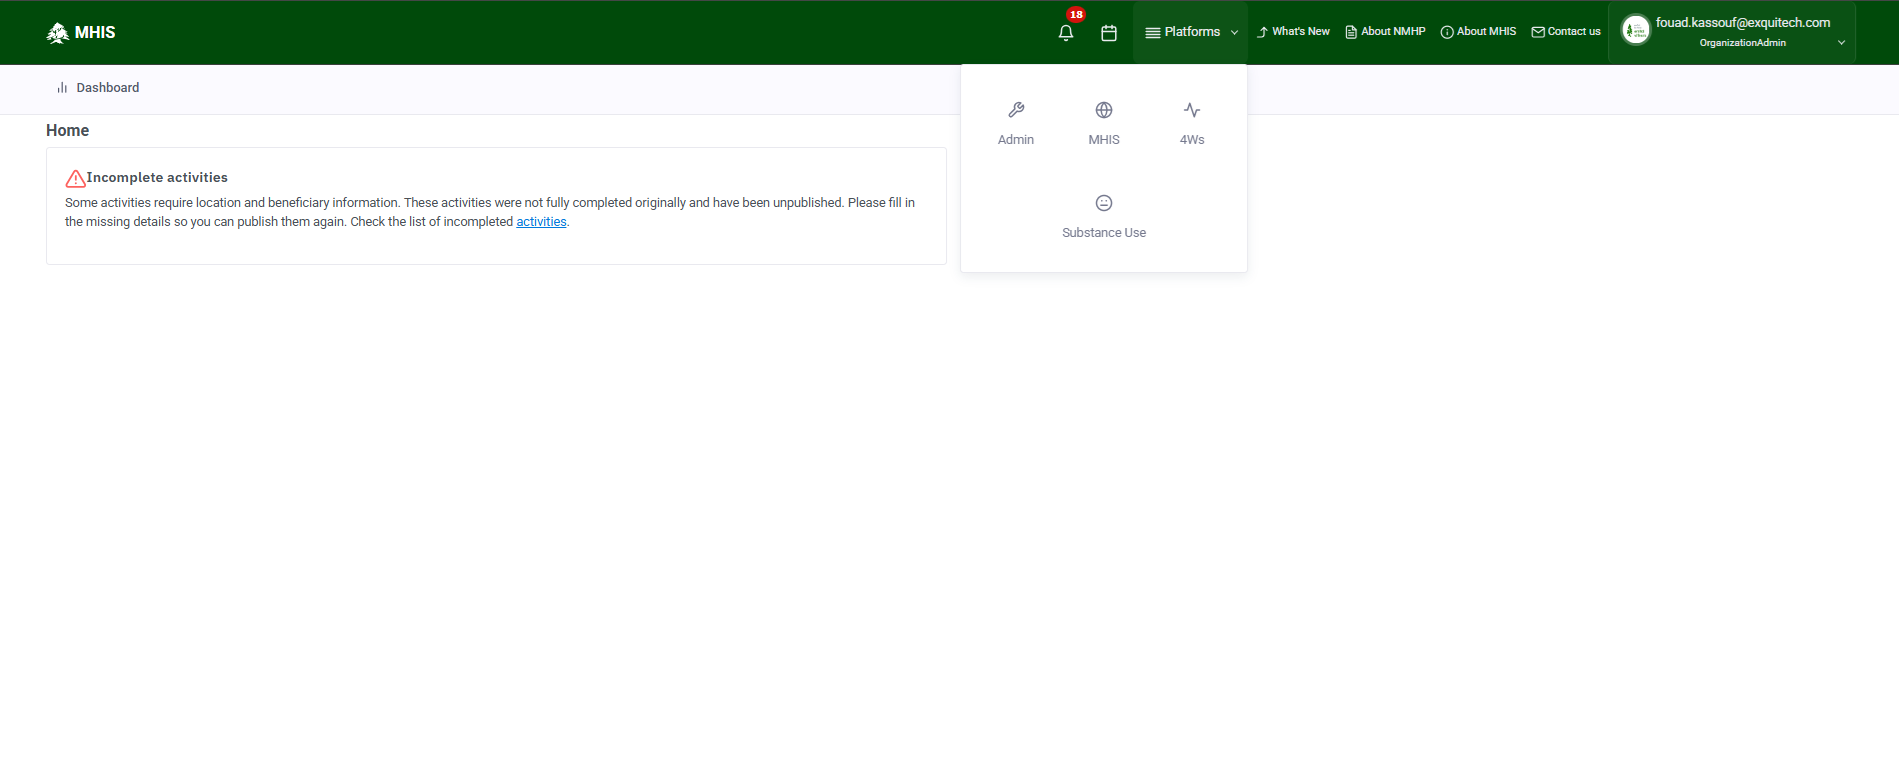 MHIS
18
Platforms
What's New
About NMHP
About MHIS
Contact us
fouad.kassouf@exquitech.com
OrganizationAdmin
Dashboard
Admin
MHIS
4Ws
Substance Use
Home
Incomplete activities
Some activities require location and beneficiary information. These activities were not fully completed originally and have been unpublished. Please fill in
the missing details so you can publish them again. Check the list of incompleted activities.